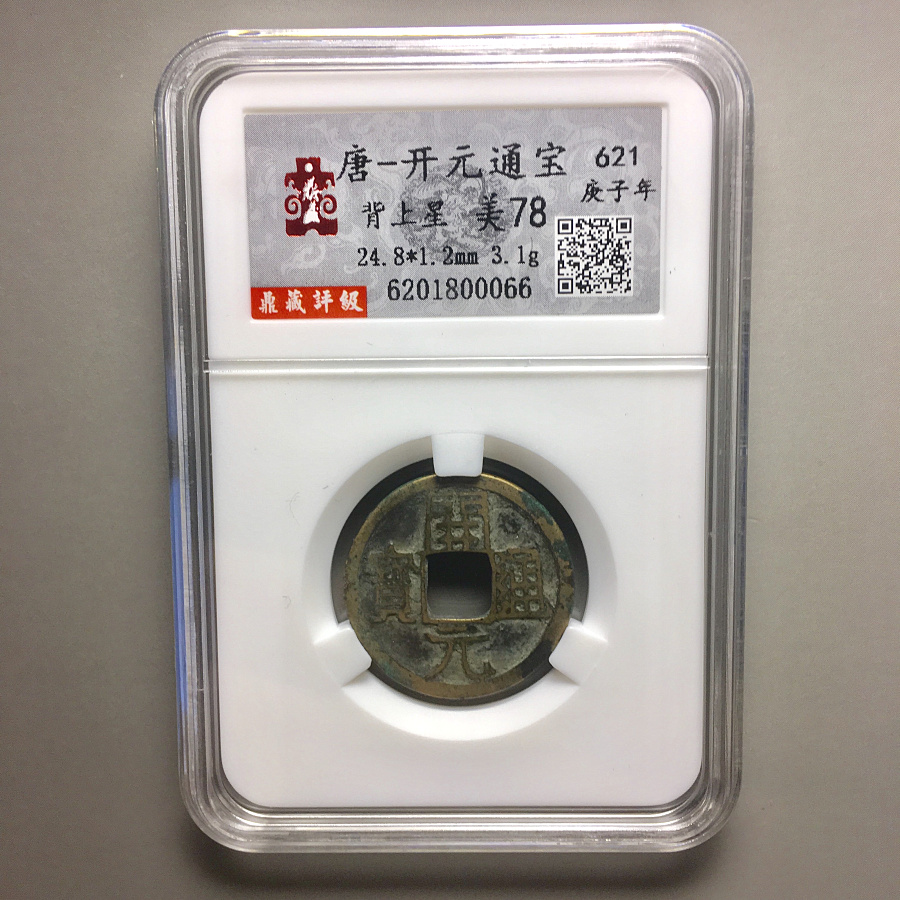 唐-开元通宝 621
庚子年
背上星 美78
24.8*1.2mm 3.1g
6201800066
鼎藏評級
開元通寶